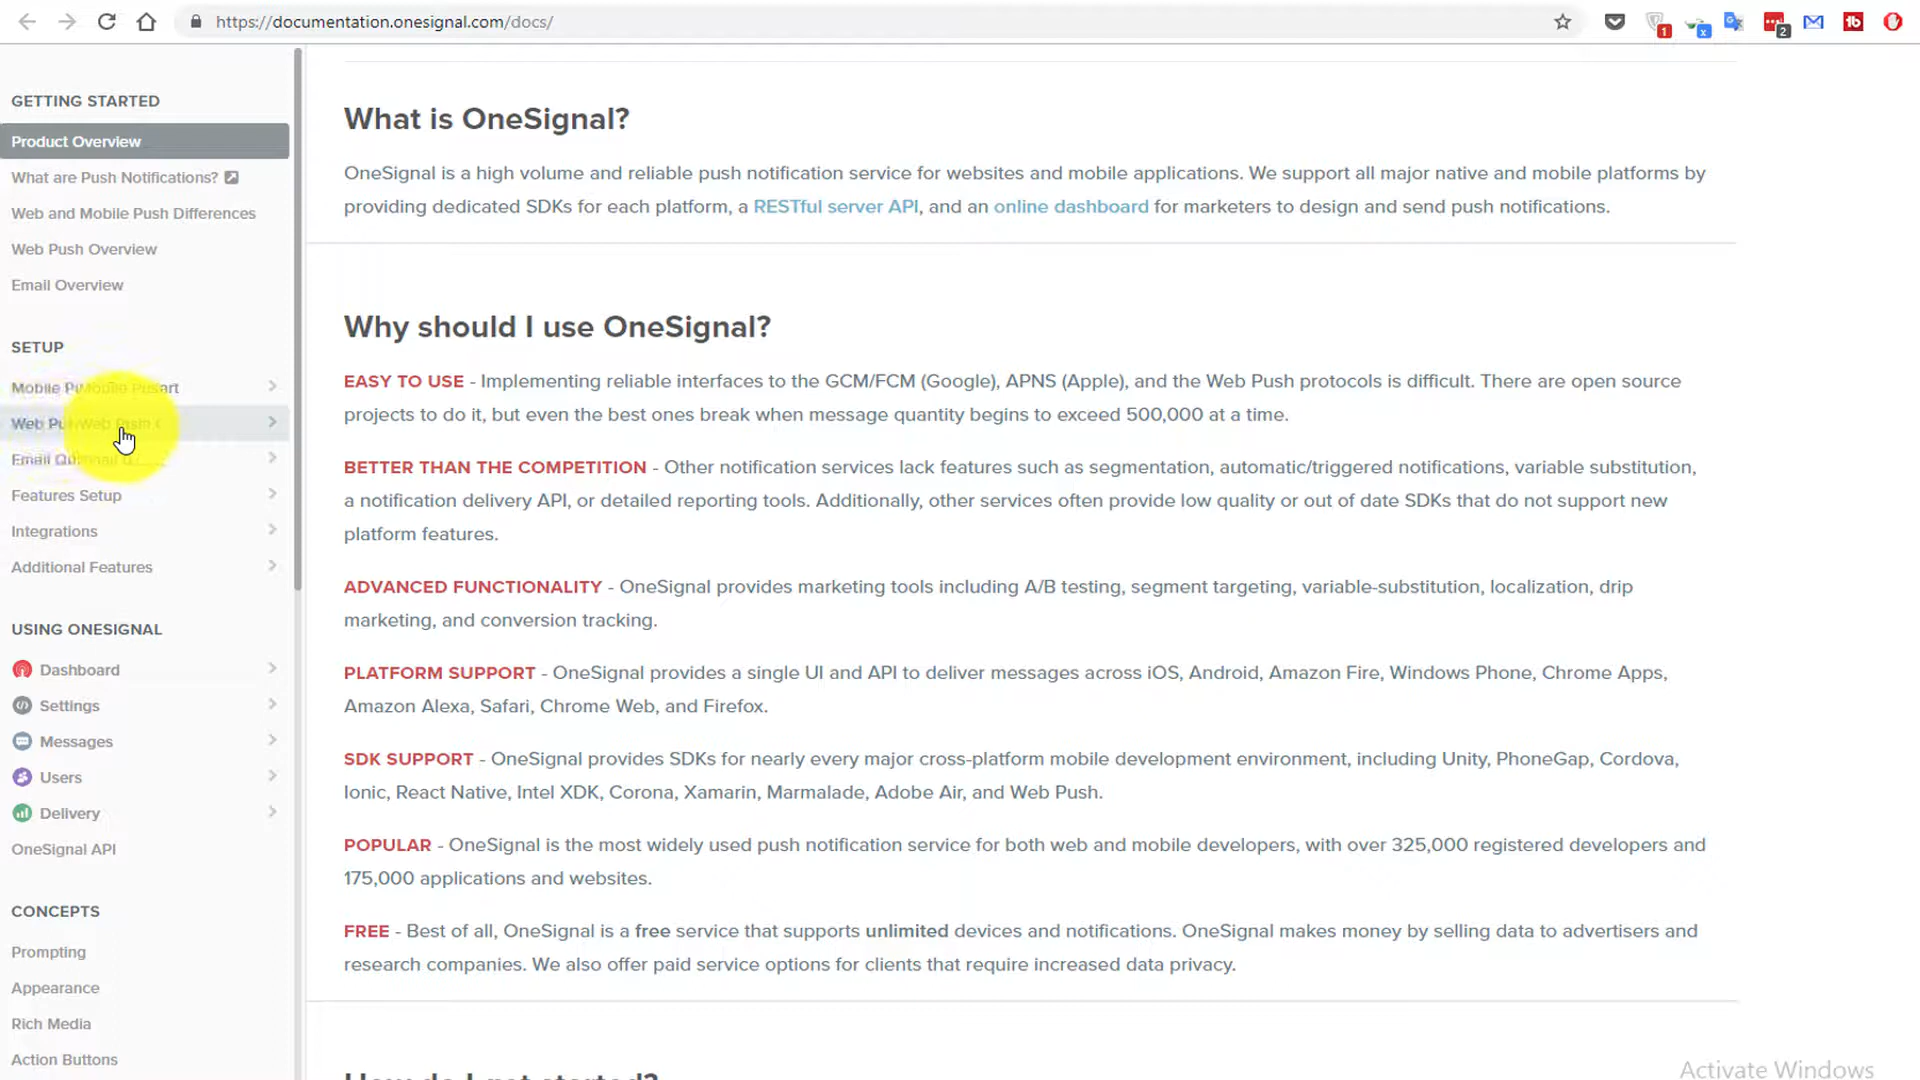 https://documentation.onesignal.com/docs/
1
x
2
GETTING STARTED
Product Overview
What are Push Notifications?
Web and Mobile Push Differences
Web Push Overview
Email Overview
SETUP
Mobile
Web
Email
Features Setup
Integrations
Additional Features
USING ONESIGNAL
Dashboard
Settings
Messages
Users
Delivery
OneSignal API
CONCEPTS
Prompting
Appearance
Rich Media
Action Buttons
What is OneSignal?
OneSignal is a high volume and reliable push notification service for websites and mobile applications. We support all major native and mobile platforms by
providing dedicated SDKs for each platform, a RESTful server API, and an online dashboard for marketers to design and send push notifications.
Why should I use OneSignal?
EASY TO USE - Implementing reliable interfaces to the GCM/FCM (Google), APNS (Apple), and the Web Push protocols is difficult. There are open source
projects to do it, but even the best ones break when message quantity begins to exceed 500,000 at a time.
BETTER THAN THE COMPETITION - Other notification services lack features such as segmentation, automatic/triggered notifications, variable substitution,
a notification delivery API, or detailed reporting tools. Additionally, other services often provide low quality or out of date SDKs that do not support new
platform features.
ADVANCED FUNCTIONALITY - OneSignal provides marketing tools including A/B testing, segment targeting, variable-substitution, localization, drip
marketing, and conversion tracking.
PLATFORM SUPPORT - OneSignal provides a single UI and API to deliver messages across iOS, Android, Amazon Fire, Windows Phone, Chrome Apps,
Amazon Alexa, Safari, Chrome Web, and Firefox.
SDK SUPPORT - OneSignal provides SDKs for nearly every major cross-platform mobile development environment, including Unity, PhoneGap, Cordova,
Ionic, React Native, Intel XDK, Corona, Xamarin, Marmalade, Adobe Air, and Web Push.
POPULAR - OneSignal is the most widely used push notification service for both web and mobile developers, with over 325,000 registered developers and
175,000 applications and websites.
FREE - Best of all, OneSignal is a free service that supports unlimited devices and notifications. OneSignal makes money by selling data to advertisers and
research companies. We also offer paid service options for clients that require increased data privacy.
How do I get started?
Activate Windows